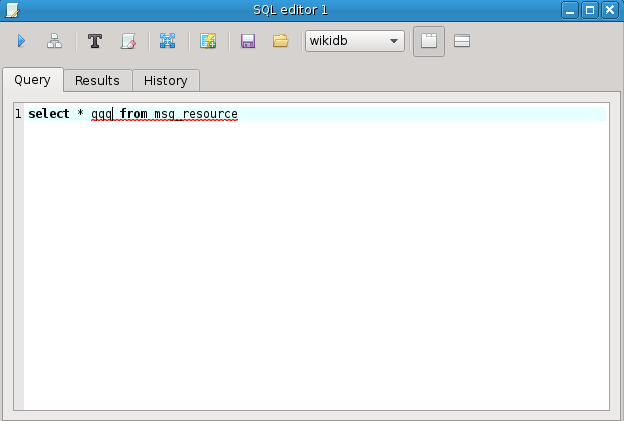 SQL editor 1
wikidb
Query Results History
1 select * qqq from msg_resource